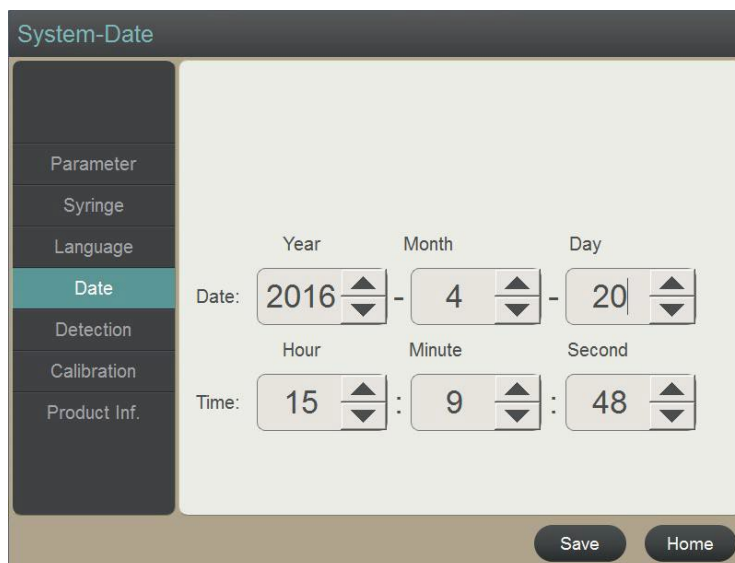 System-Date
Parameter
Syringe
Language
Date
Detection
Calibration
Product Inf.
Year Month Day
Date: 2016 - 4 - 20
Hour Minute Second
Time: 15 : 9 : 48
Save Home